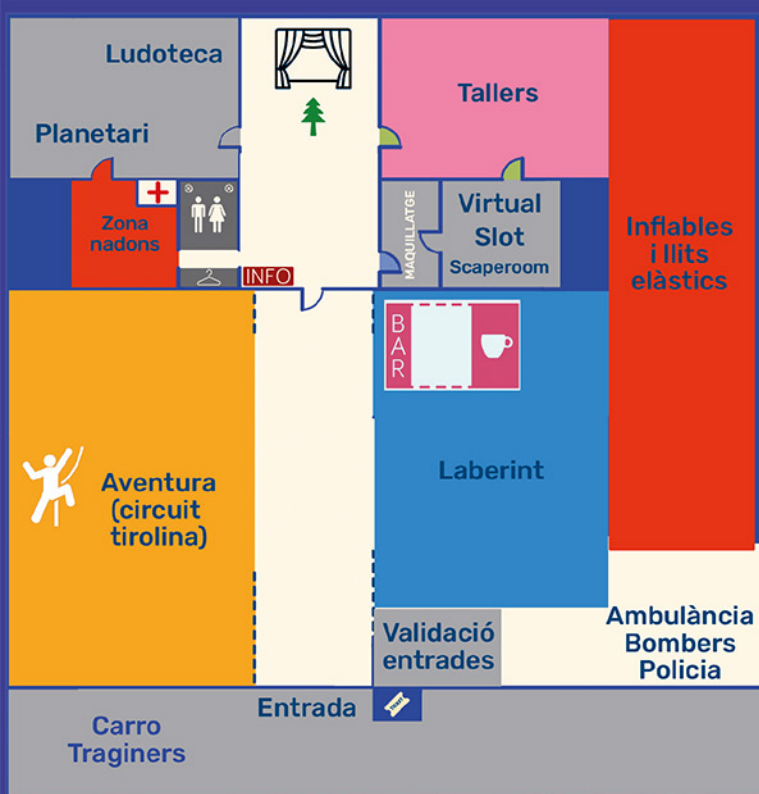 Ludoteca
Planetari
Tallers
Zona
nadons
MAQUILLATGE
Virtual
Slot
Scaperoom
Inflables
i llits
elàstics
INFO
BAR
Aventura
(circuit
tirolina)
Laberint
Validació
entrades
Ambulància
Bombers
Policia
Entrada
Carro
Traginers